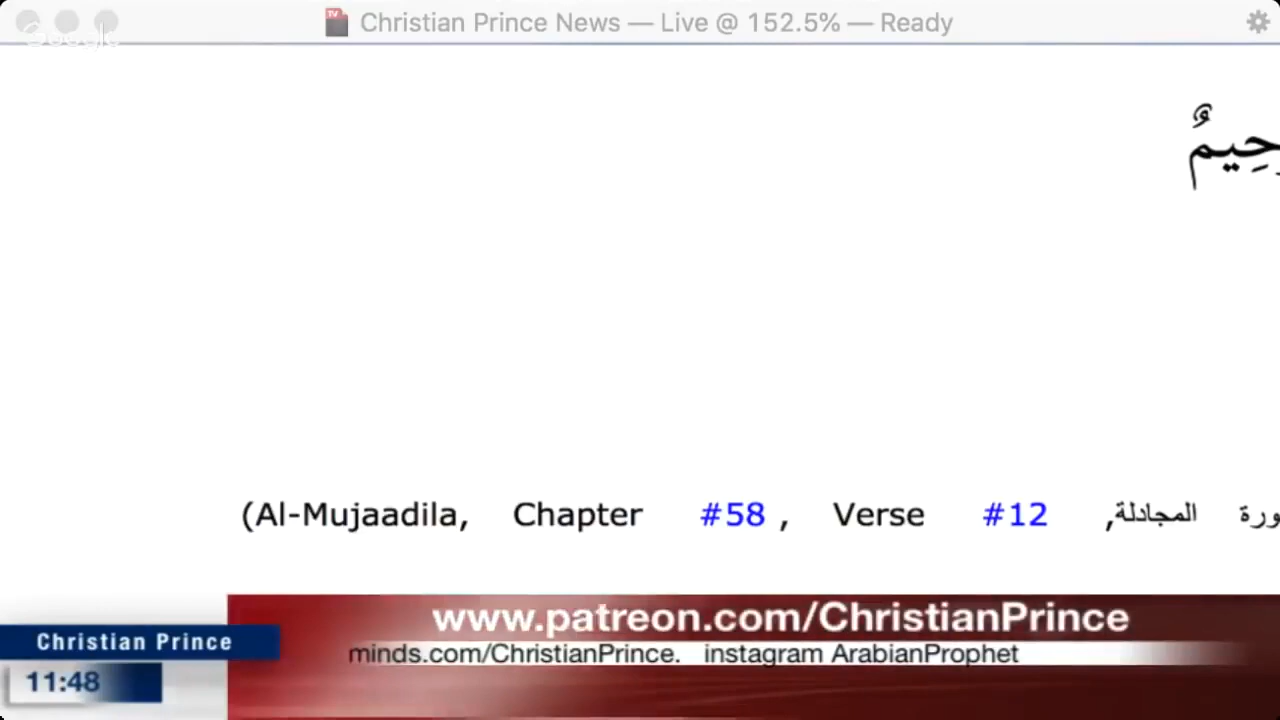 Google
Christian Prince News — Live @ 152.5% — Ready
(Al-Mujaadila, Chapter #58 , Verse #12 المجادلة,
www.patreon.com/ChristianPrince
minds.com/ChristianPrince. instagram ArabianProphet
Christian Prince
11:48